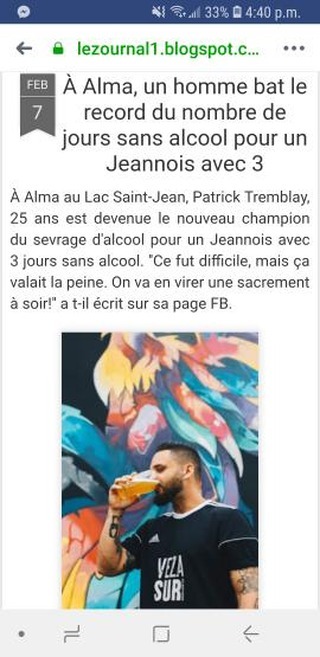 33% 4:40 p.m.
lezournal1.blogspot.c...
FEB
7
À Alma, un homme bat le
record du nombre de
jours sans alcool pour un
Jeannois avec 3
À Alma au Lac Saint-Jean, Patrick Tremblay,
25 ans est devenue le nouveau champion
du sevrage d'alcool pour un Jeannois avec
3 jours sans alcool. "Ce fut difficile, mais ça
valait la peine. On va en virer une sacrement
à soir!" a t-il écrit sur sa page FB.